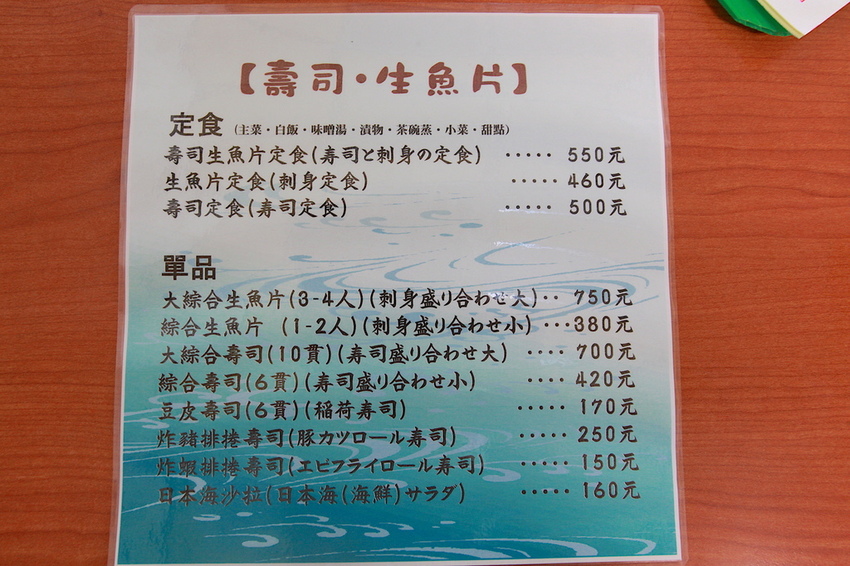 【壽司・生魚片】
定食 (主菜・白飯・味噌湯・漬物・茶碗蒸・小菜・甜點)
壽司生魚片定食(寿司と刺身の定食) ····· 550元
生魚片定食(刺身定食) ····· 460元
壽司定食(寿司定食) ····· 500元
單品
大綜合生魚片(3-4人)(刺身盛り合わせ大)·· 750元
綜合生魚片 (1-2人)(刺身盛り合わせ小) ···380元
大綜合壽司(10貫)(寿司盛り合わせ大) ···· 700元
綜合壽司(6貫)(寿司盛り合わせ小) ···· 420元
豆皮壽司(6貫)(稲荷寿司) ····· 170元
炸豬排捲壽司(豚カツロール寿司) ····· 250元
炸蝦排捲壽司(エビフライロール寿司) ····· 150元
日本海沙拉(日本海(海鮮)サラダ) ····· 160元